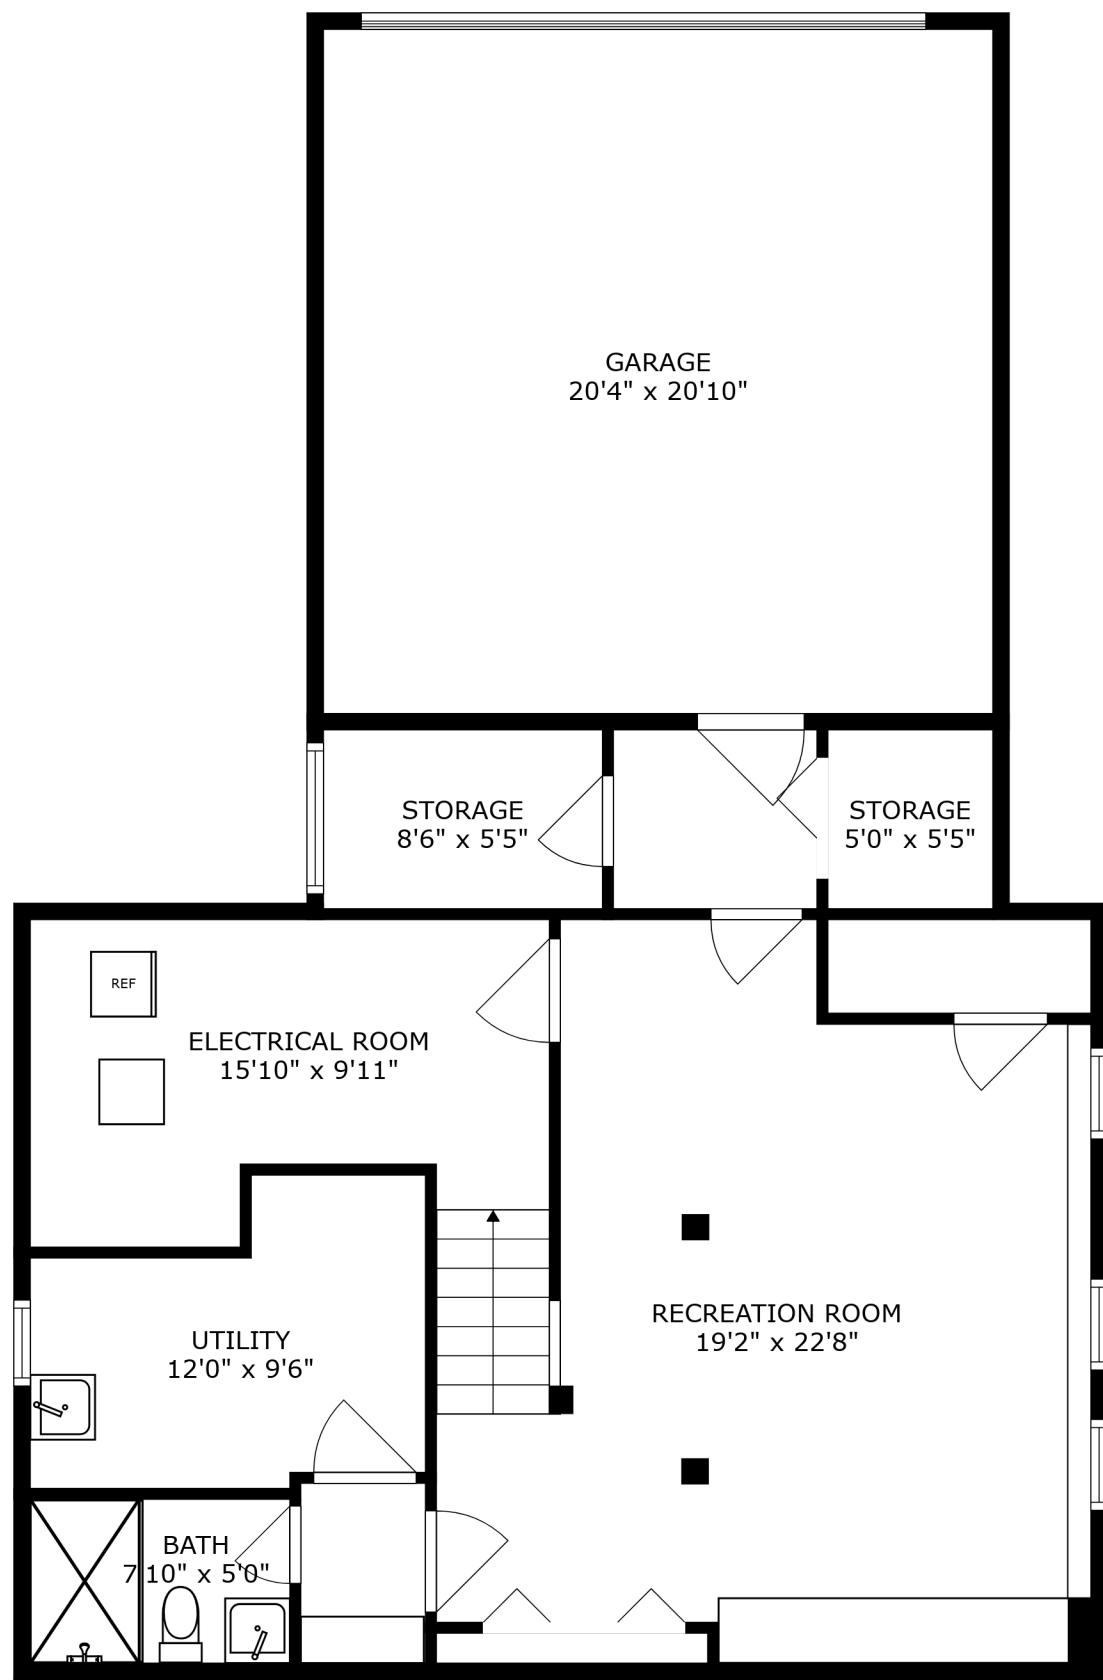 GARAGE
20'4" x 20'10"
STORAGE
8'6" x 5'5"
STORAGE
5'0" x 5'5"
REF
ELECTRICAL ROOM
15'10" x 9'11"
RECREATION ROOM
19'2" x 22'8"
UTILITY
12'0" x 9'6"
BATH
7'10" x 5'0"